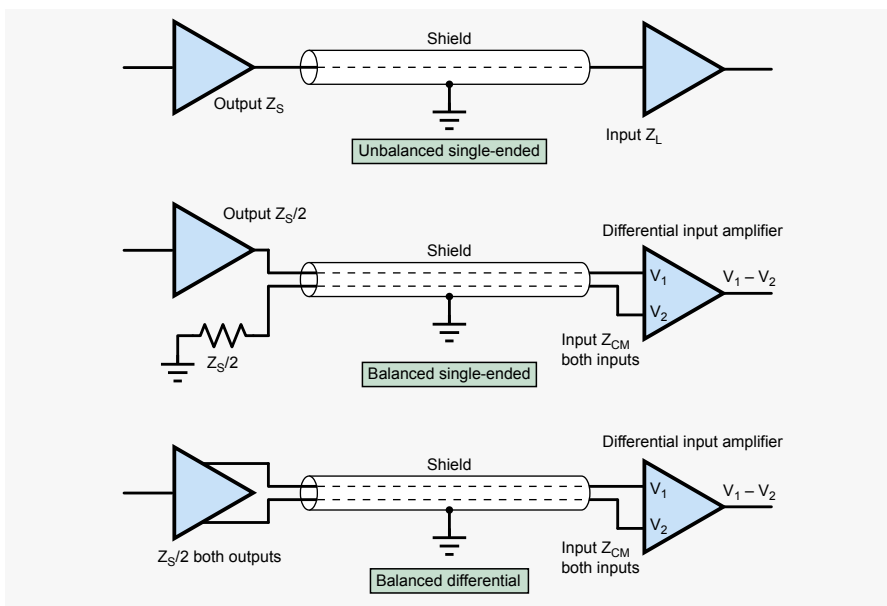 Shield
Output Z_S
Input Z_L
Unbalanced single-ended
Output Z_S/2
Differential input amplifier
Shield
V_1
V_1 – V_2
V_2
Input Z_CM
both inputs
Z_S/2
Balanced single-ended
Differential input amplifier
Shield
V_1
V_1 – V_2
V_2
Input Z_CM
both inputs
Z_S/2 both outputs
Balanced differential